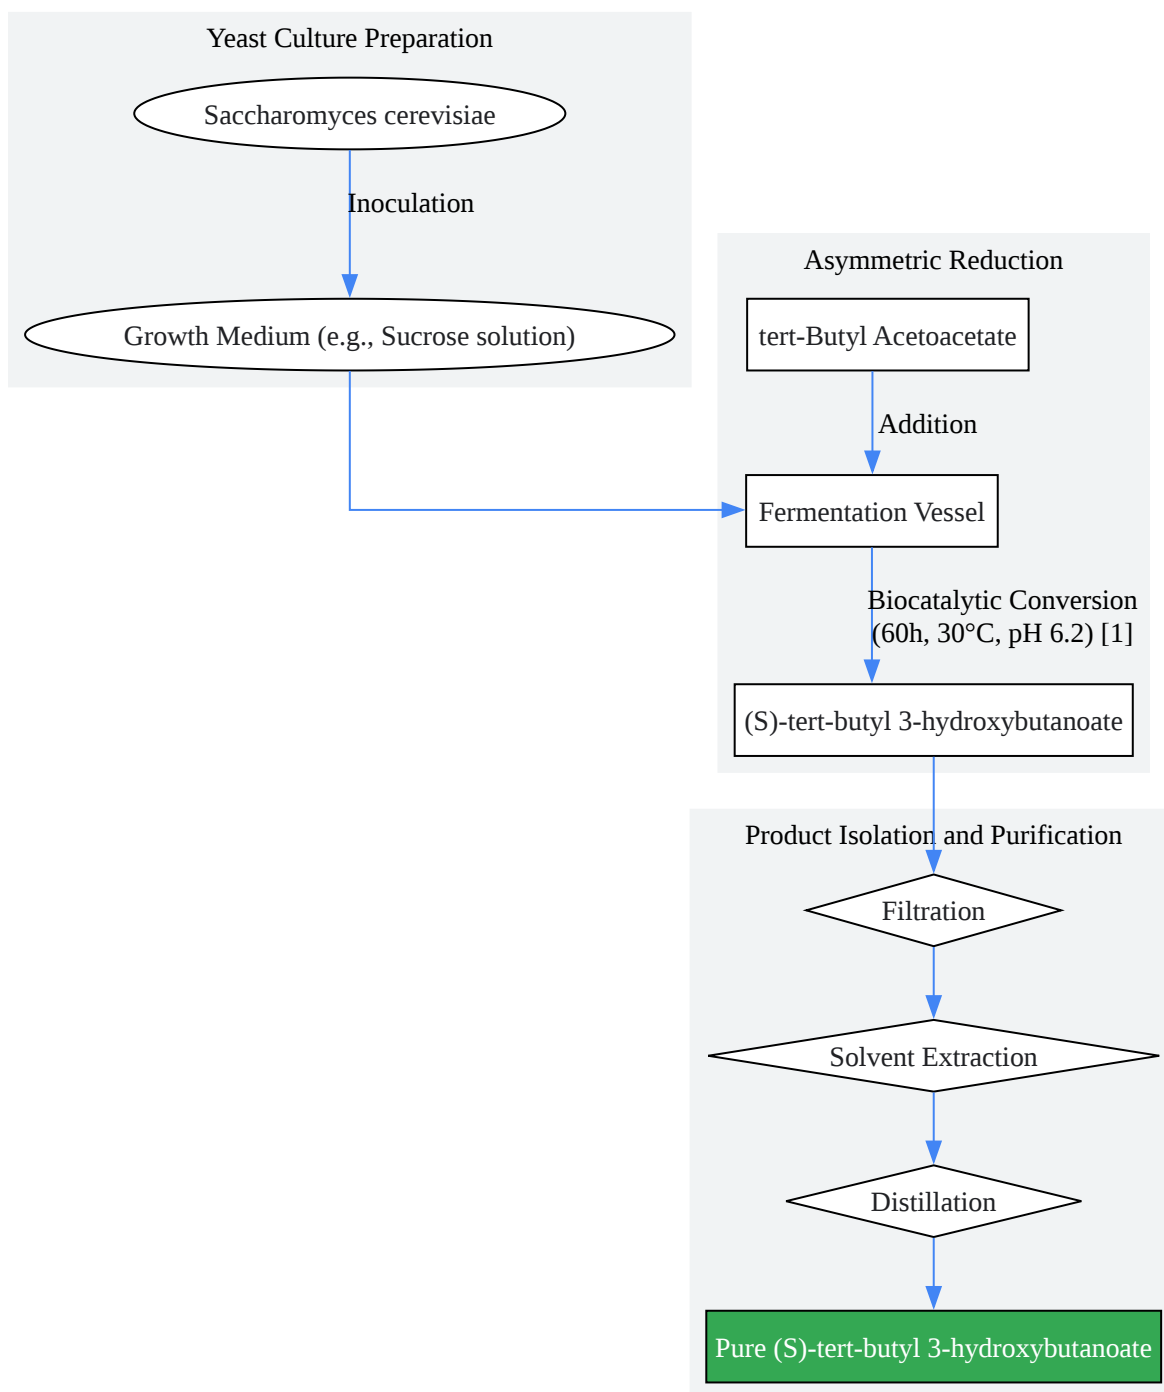 Yeast Culture Preparation
Saccharomyces cerevisiae
Inoculation
Growth Medium (e.g., Sucrose solution)
Asymmetric Reduction
tert-Butyl Acetoacetate
Addition
Fermentation Vessel
Biocatalytic Conversion
(60h, 30°C, pH 6.2) [1]
(S)-tert-butyl 3-hydroxybutanoate
Product Isolation and Purification
Filtration
Solvent Extraction
Distillation
Pure (S)-tert-butyl 3-hydroxybutanoate